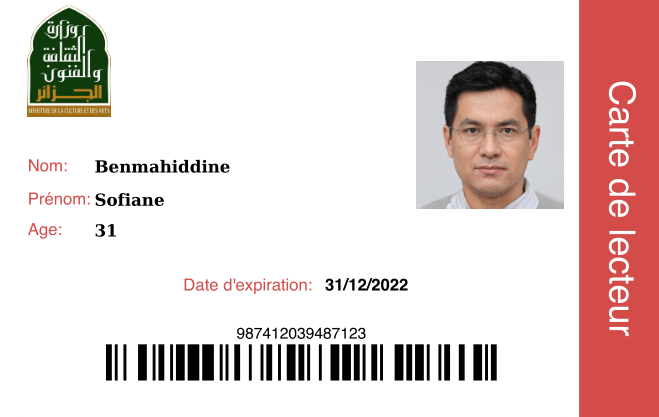 وزارة
الثقافة
والفنون
الجزائر
MINISTERE DE LA CULTURE ET DES ARTS
Nom: Benmahiddine
Prénom: Sofiane
Age: 31
Date d'expiration: 31/12/2022
987412039487123
Carte de lecteur